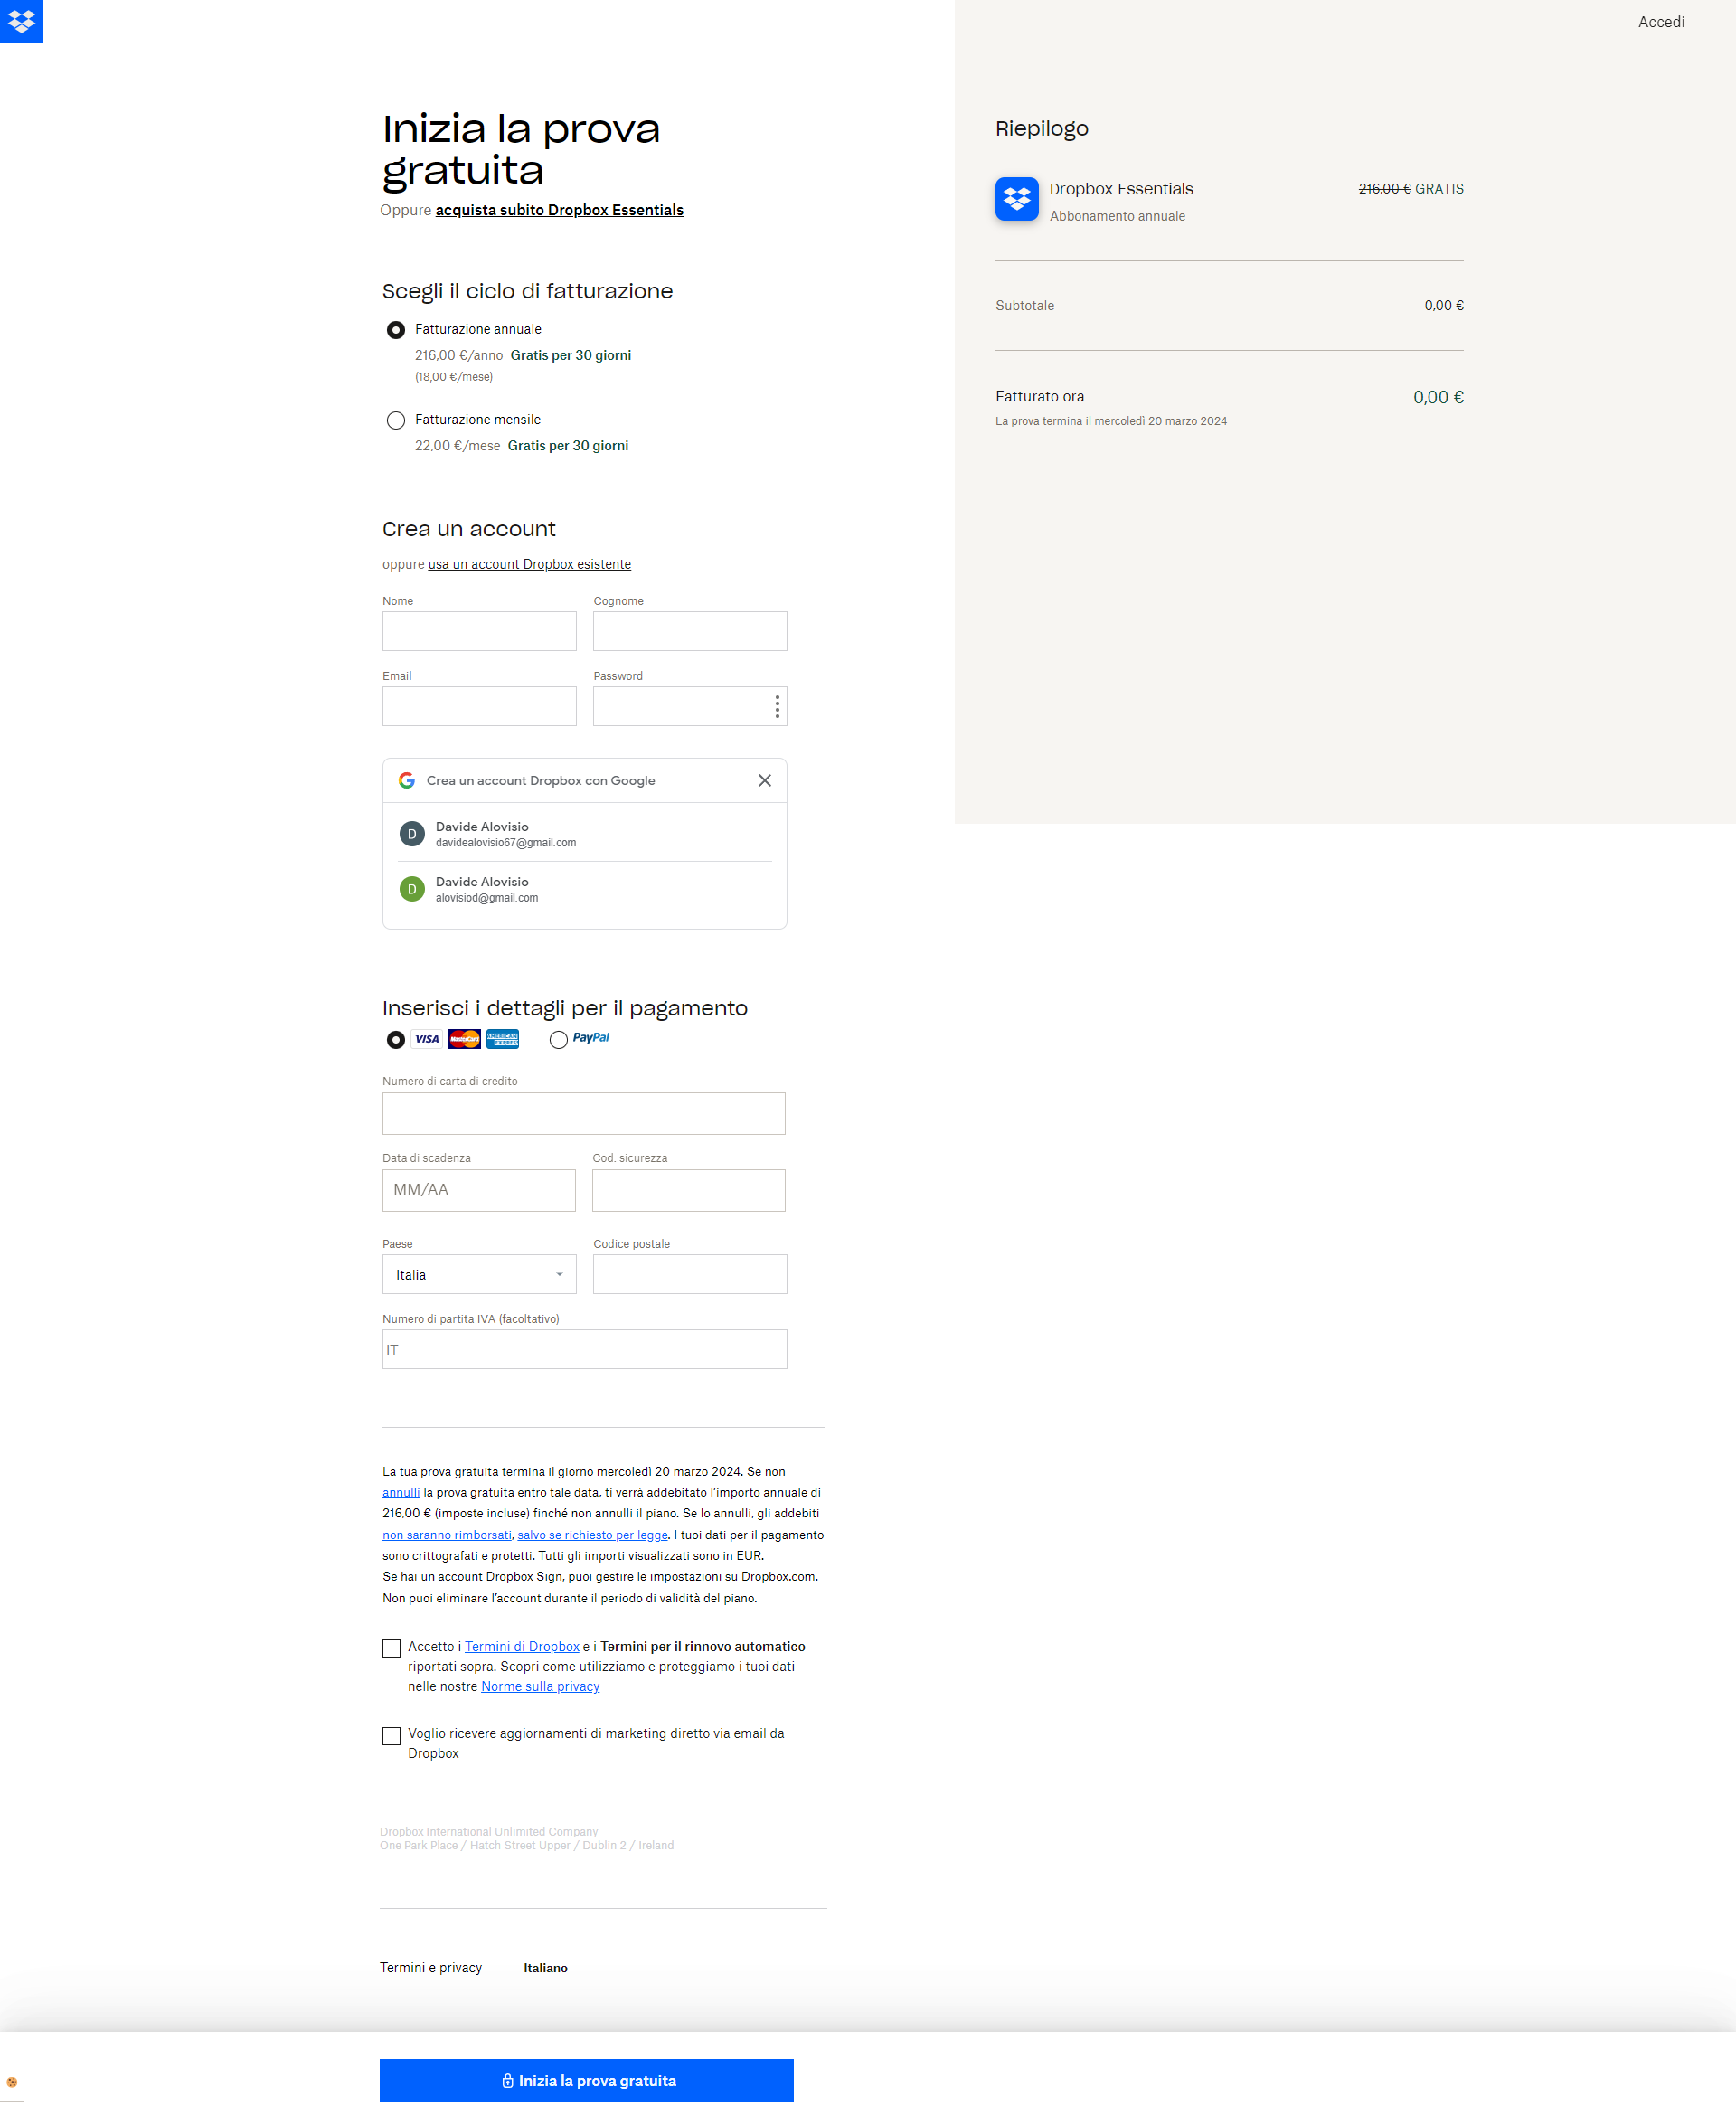 Accedi
Inizia la prova
gratuita
Oppure acquista subito Dropbox Essentials
Scegli il ciclo di fatturazione
Fatturazione annuale
216,00 €/anno Gratis per 30 giorni
(18,00 €/mese)
Fatturazione mensile
22,00 €/mese Gratis per 30 giorni
Crea un account
oppure usa un account Dropbox esistente
Nome Cognome
Email Password
Crea un account Dropbox con Google
D Davide Alovisio
davidealovisio67@gmail.com
D Davide Alovisio
alovisiod@gmail.com
Inserisci i dettagli per il pagamento
VISA MasterCard AMERICAN EXPRESS PayPal
Numero di carta di credito
Data di scadenza Cod. sicurezza
MM/AA
Paese Codice postale
Italia
Numero di partita IVA (facoltativo)
IT
La tua prova gratuita termina il giorno mercoledì 20 marzo 2024. Se non
annulli la prova gratuita entro tale data, ti verrà addebitato l'importo annuale di
216,00 € (imposte incluse) finché non annulli il piano. Se lo annulli, gli addebiti
non saranno rimborsati, salvo se richiesto per legge. I tuoi dati per il pagamento
sono crittografati e protetti. Tutti gli importi visualizzati sono in EUR.
Se hai un account Dropbox Sign, puoi gestire le impostazioni su Dropbox.com.
Non puoi eliminare l'account durante il periodo di validità del piano.
Accetto i Termini di Dropbox e i Termini per il rinnovo automatico
riportati sopra. Scopri come utilizziamo e proteggiamo i tuoi dati
nelle nostre Norme sulla privacy
Voglio ricevere aggiornamenti di marketing diretto via email da
Dropbox
Dropbox International Unlimited Company
One Park Place / Hatch Street Upper / Dublin 2 / Ireland
Termini e privacy Italiano
Inizia la prova gratuita
Riepilogo
Dropbox Essentials 216,00 € GRATIS
Abbonamento annuale
Subtotale 0,00 €
Fatturato ora 0,00 €
La prova termina il mercoledì 20 marzo 2024